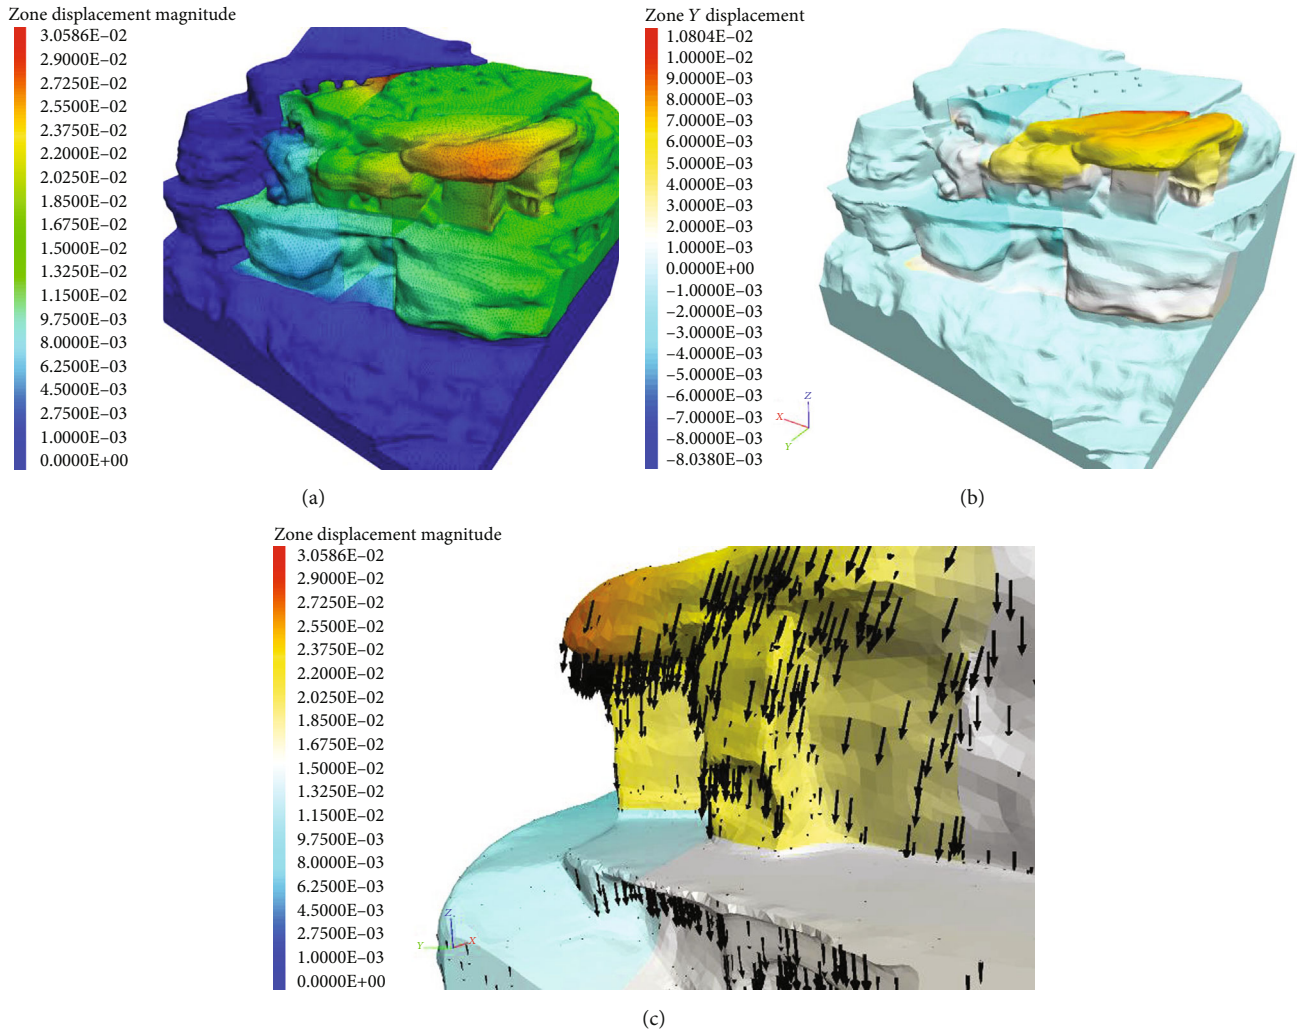 Zone displacement magnitude
3.0586E–02
2.9000E–02
2.7250E–02
2.5500E–02
2.3750E–02
2.2000E–02
2.0250E–02
1.8500E–02
1.6750E–02
1.5000E–02
1.3250E–02
1.1500E–02
9.7500E–03
8.0000E–03
6.2500E–03
4.5000E–03
2.7500E–03
1.0000E–03
0.0000E+00
(a)
Zone Y displacement
1.0804E–02
1.0000E–02
9.0000E–03
8.0000E–03
7.0000E–03
6.0000E–03
5.0000E–03
4.0000E–03
3.0000E–03
2.0000E–03
1.0000E–03
0.0000E+00
–1.0000E–03
–2.0000E–03
–3.0000E–03
–4.0000E–03
–5.0000E–03
–6.0000E–03
–7.0000E–03
–8.0000E–03
–8.0380E–03
Z
X
Y
(b)
Zone displacement magnitude
3.0586E–02
2.9000E–02
2.7250E–02
2.5500E–02
2.3750E–02
2.2000E–02
2.0250E–02
1.8500E–02
1.6750E–02
1.5000E–02
1.3250E–02
9.7500E–03
8.0000E–03
6.2500E–03
4.5000E–03
2.7500E–03
1.0000E–03
0.0000E+00
Z
Y
X
(c)